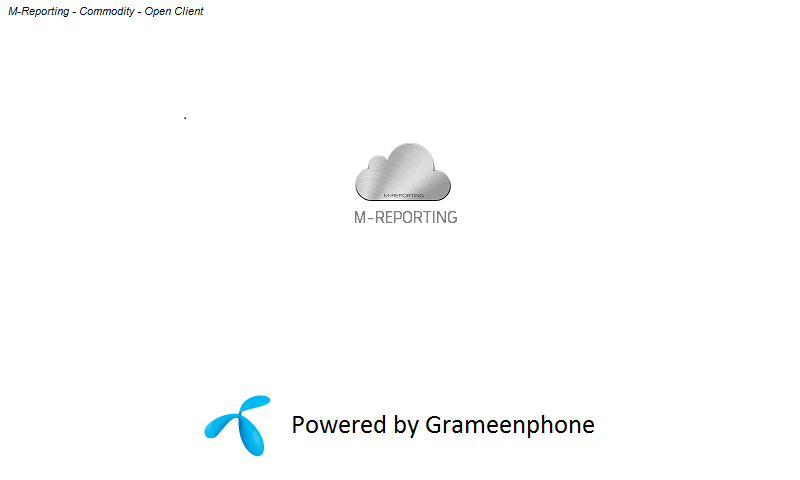 M-Reporting - Commodity - Open Client
.
M-REPORTING
M-REPORTING
Powered by Grameenphone